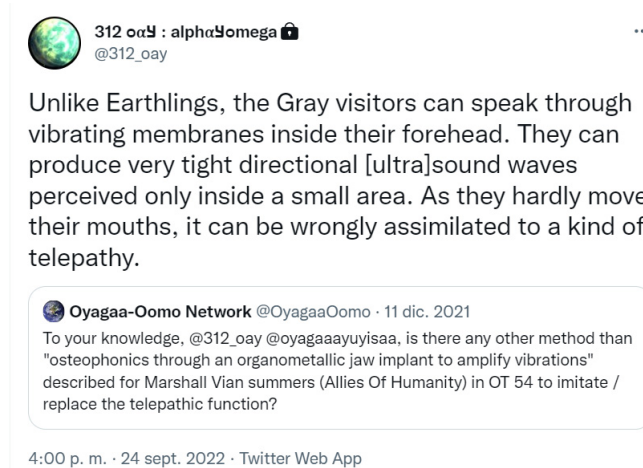 312 oαy : alphαyomega
@312_oay
Unlike Earthlings, the Gray visitors can speak through
vibrating membranes inside their forehead. They can
produce very tight directional [ultra]sound waves
perceived only inside a small area. As they hardly move
their mouths, it can be wrongly assimilated to a kind of
telepathy.
Oyagaa-Oomo Network @OyagaaOomo · 11 dic. 2021
To your knowledge, @312_oay @oyagaaayuyisaa, is there any other method than
"osteophonics through an organometallic jaw implant to amplify vibrations"
described for Marshall Vian summers (Allies Of Humanity) in OT 54 to imitate /
replace the telepathic function?
4:00 p. m. · 24 sept. 2022 · Twitter Web App